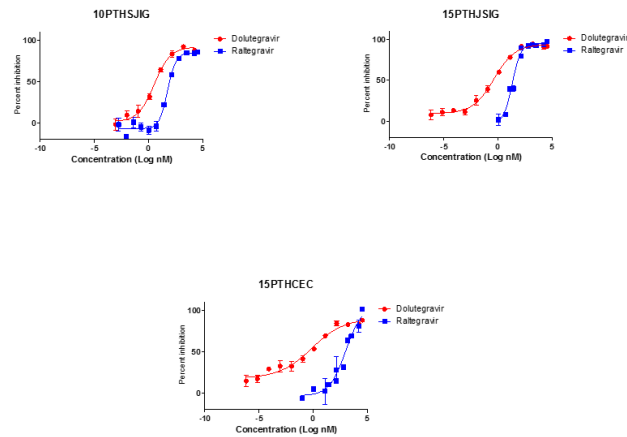 10PTHSJIG
Percent inhibition
100
50
0
-10
-5
0
5
Concentration (Log nM)
Dolutegravir
Raltegravir
15PTHJSIG
Percent inhibition
100
50
0
-10
-5
0
5
Concentration (Log nM)
Dolutegravir
Raltegravir
15PTHCEC
Percent inhibition
100
50
0
-10
-5
0
5
Concentration (Log nM)
Dolutegravir
Raltegravir